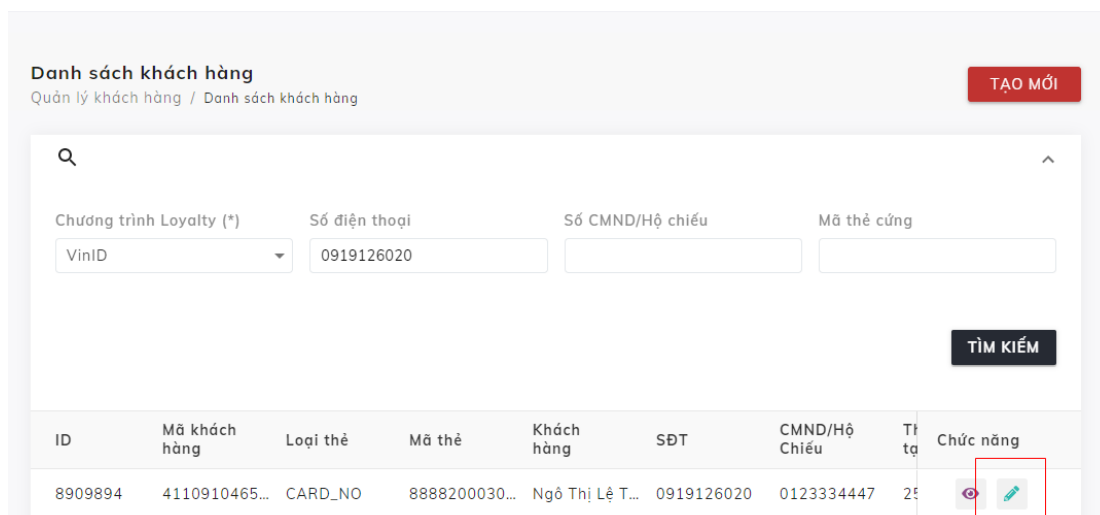 Danh sách khách hàng
TẠO MỚI
Quản lý khách hàng / Danh sách khách hàng
Chương trình Loyalty (*) Số điện thoại Số CMND/Hộ chiếu Mã thẻ cứng
VinID 0919126020
TÌM KIẾM
ID Mã khách hàng Loại thẻ Mã thẻ Khách hàng SĐT CMND/Hộ Chiếu Chức năng
8909894 4110910465... CARD_NO 8888200030... Ngô Thị Lệ T... 0919126020 0123334447